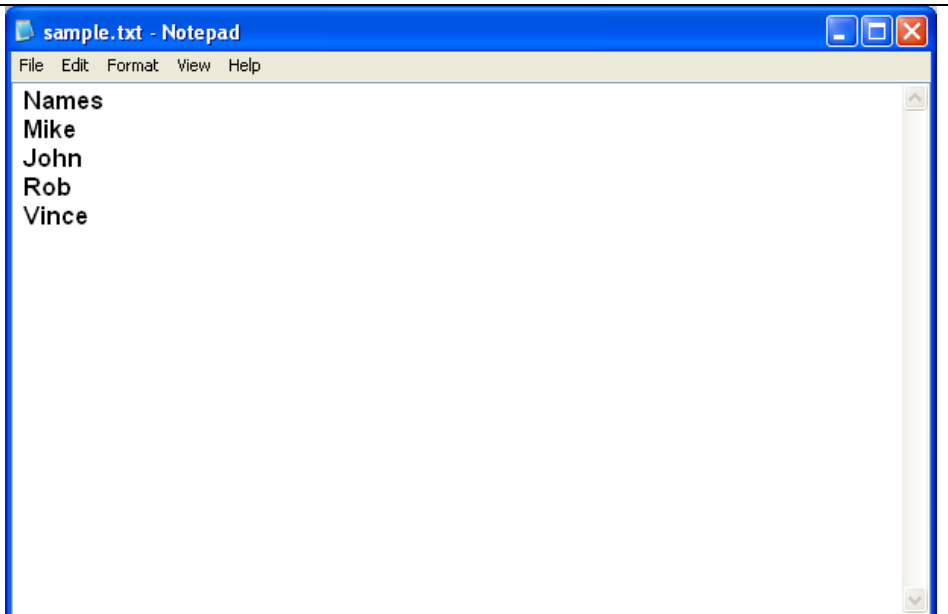 sample.txt - Notepad
File Edit Format View Help
Names
Mike
John
Rob
Vince